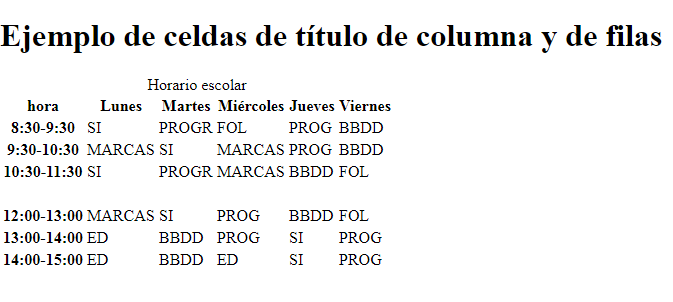 Ejemplo de celdas de título de columna y de filas
Horario escolar
hora Lunes Martes Miércoles Jueves Viernes
8:30-9:30 SI PROGR FOL PROG BBDD
9:30-10:30 MARCAS SI MARCAS PROG BBDD
10:30-11:30 SI PROGR MARCAS BBDD FOL
12:00-13:00 MARCAS SI PROG BBDD FOL
13:00-14:00 ED BBDD PROG SI PROG
14:00-15:00 ED BBDD ED SI PROG